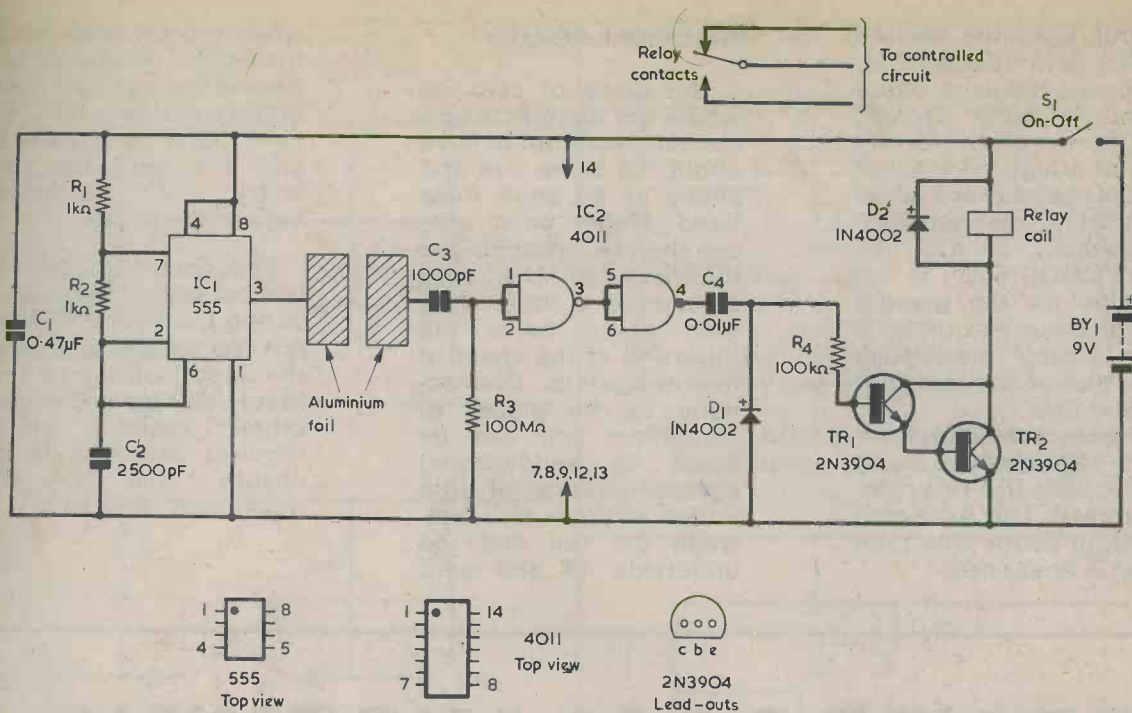 Relay
contacts
To controlled
circuit
S1
On-Off
R1
1kΩ
R2
1kΩ
C1
0·47µF
C2
2500pF
4
8
7
2
6
1
3
IC1
555
Aluminium
foil
C3
1000pF
R3
100MΩ
14
IC2
4011
1
2
3
5
6
4
7,8,9,12,13
C4
0·01µF
D1
IN4002
R4
100kΩ
TR1
2N3904
TR2
2N3904
D2
IN4002
Relay
coil
BY1
9V
1
8
4
5
555
Top view
1
14
7
8
4011
Top view
c b e
2N3904
Lead-outs